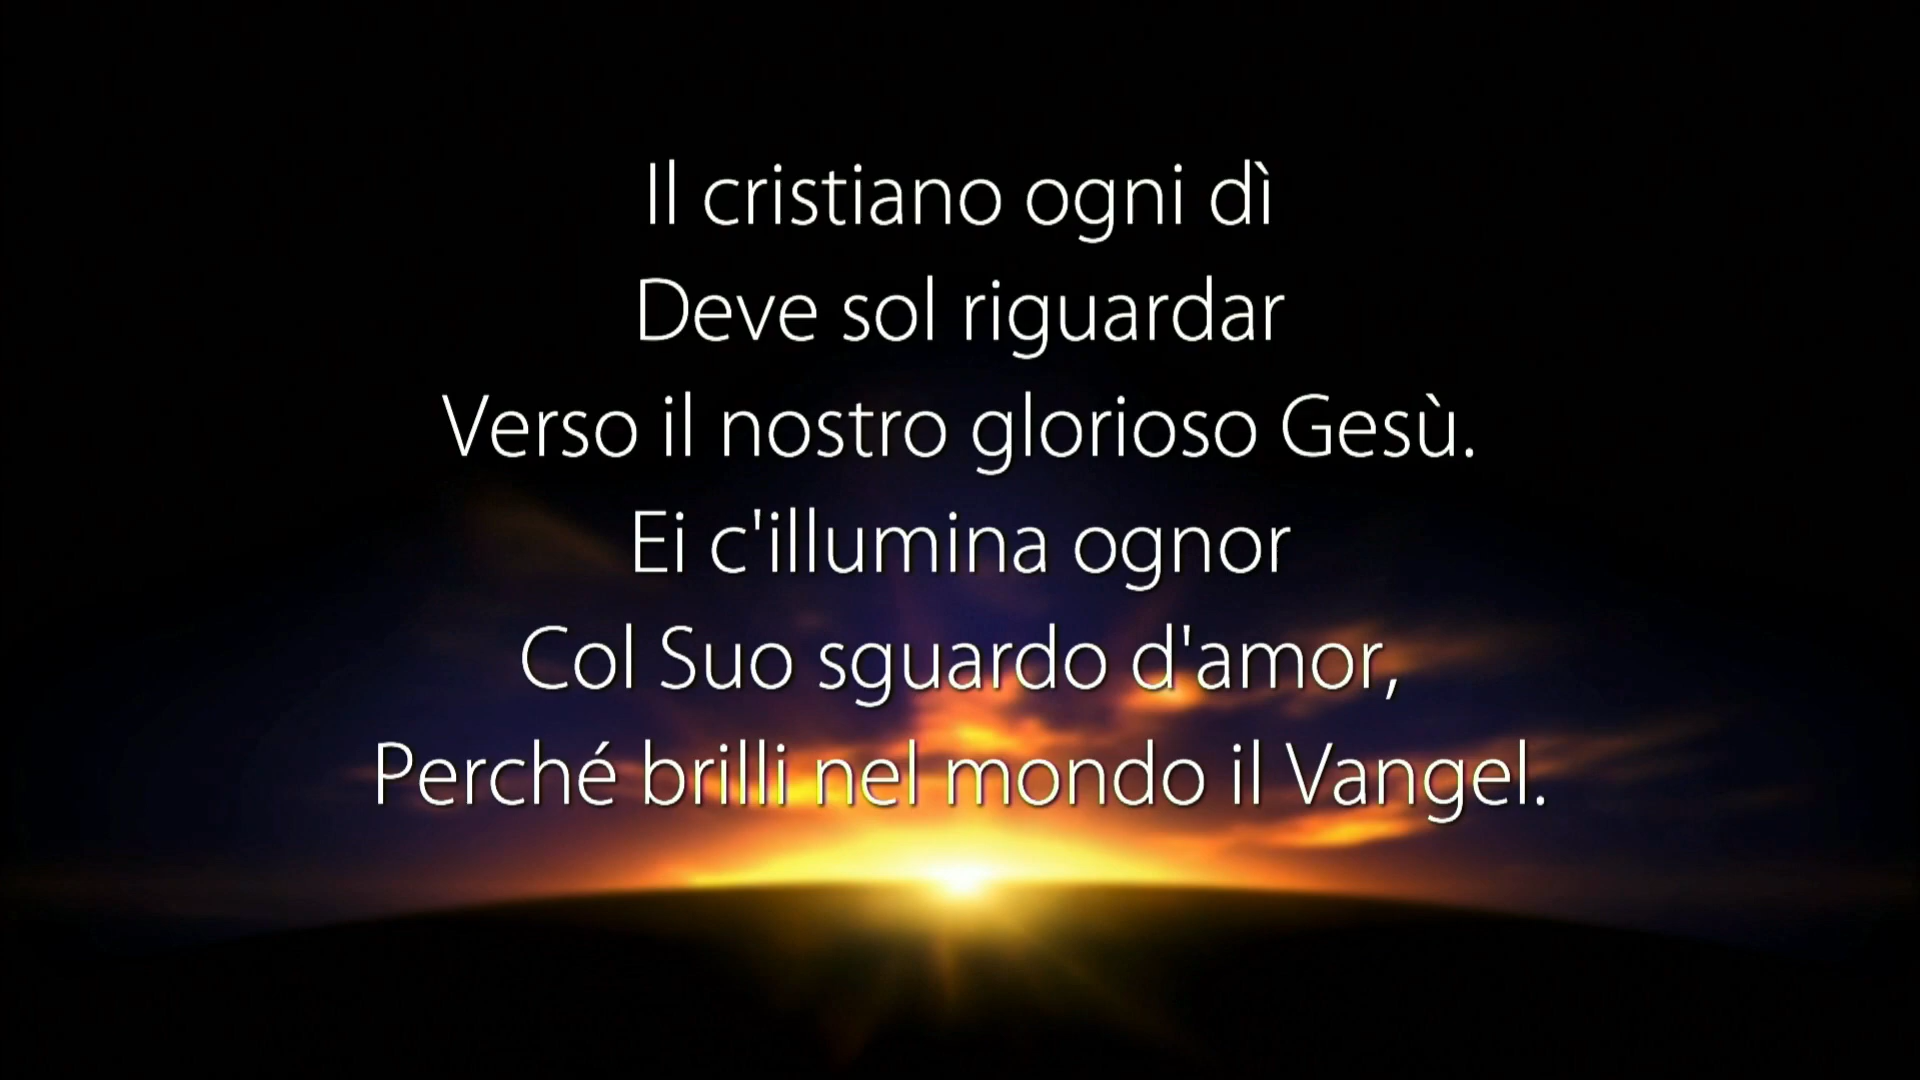 Il cristiano ogni dì
Deve sol riguardar
Verso il nostro glorioso Gesù.
Ei c'illumina ognor
Col Suo sguardo d'amor,
Perché brilli nel mondo il Vangel.